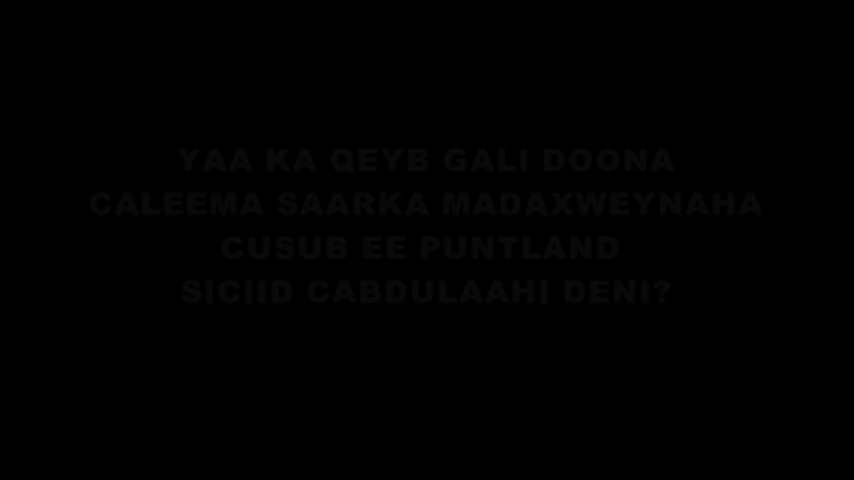 YAA KA QEYB GALI DOONA
CALEEMA SAARKA MADAXWEYNAHA
CUSUB EE PUNTLAND
SICIID CABDULAAHI DENI?